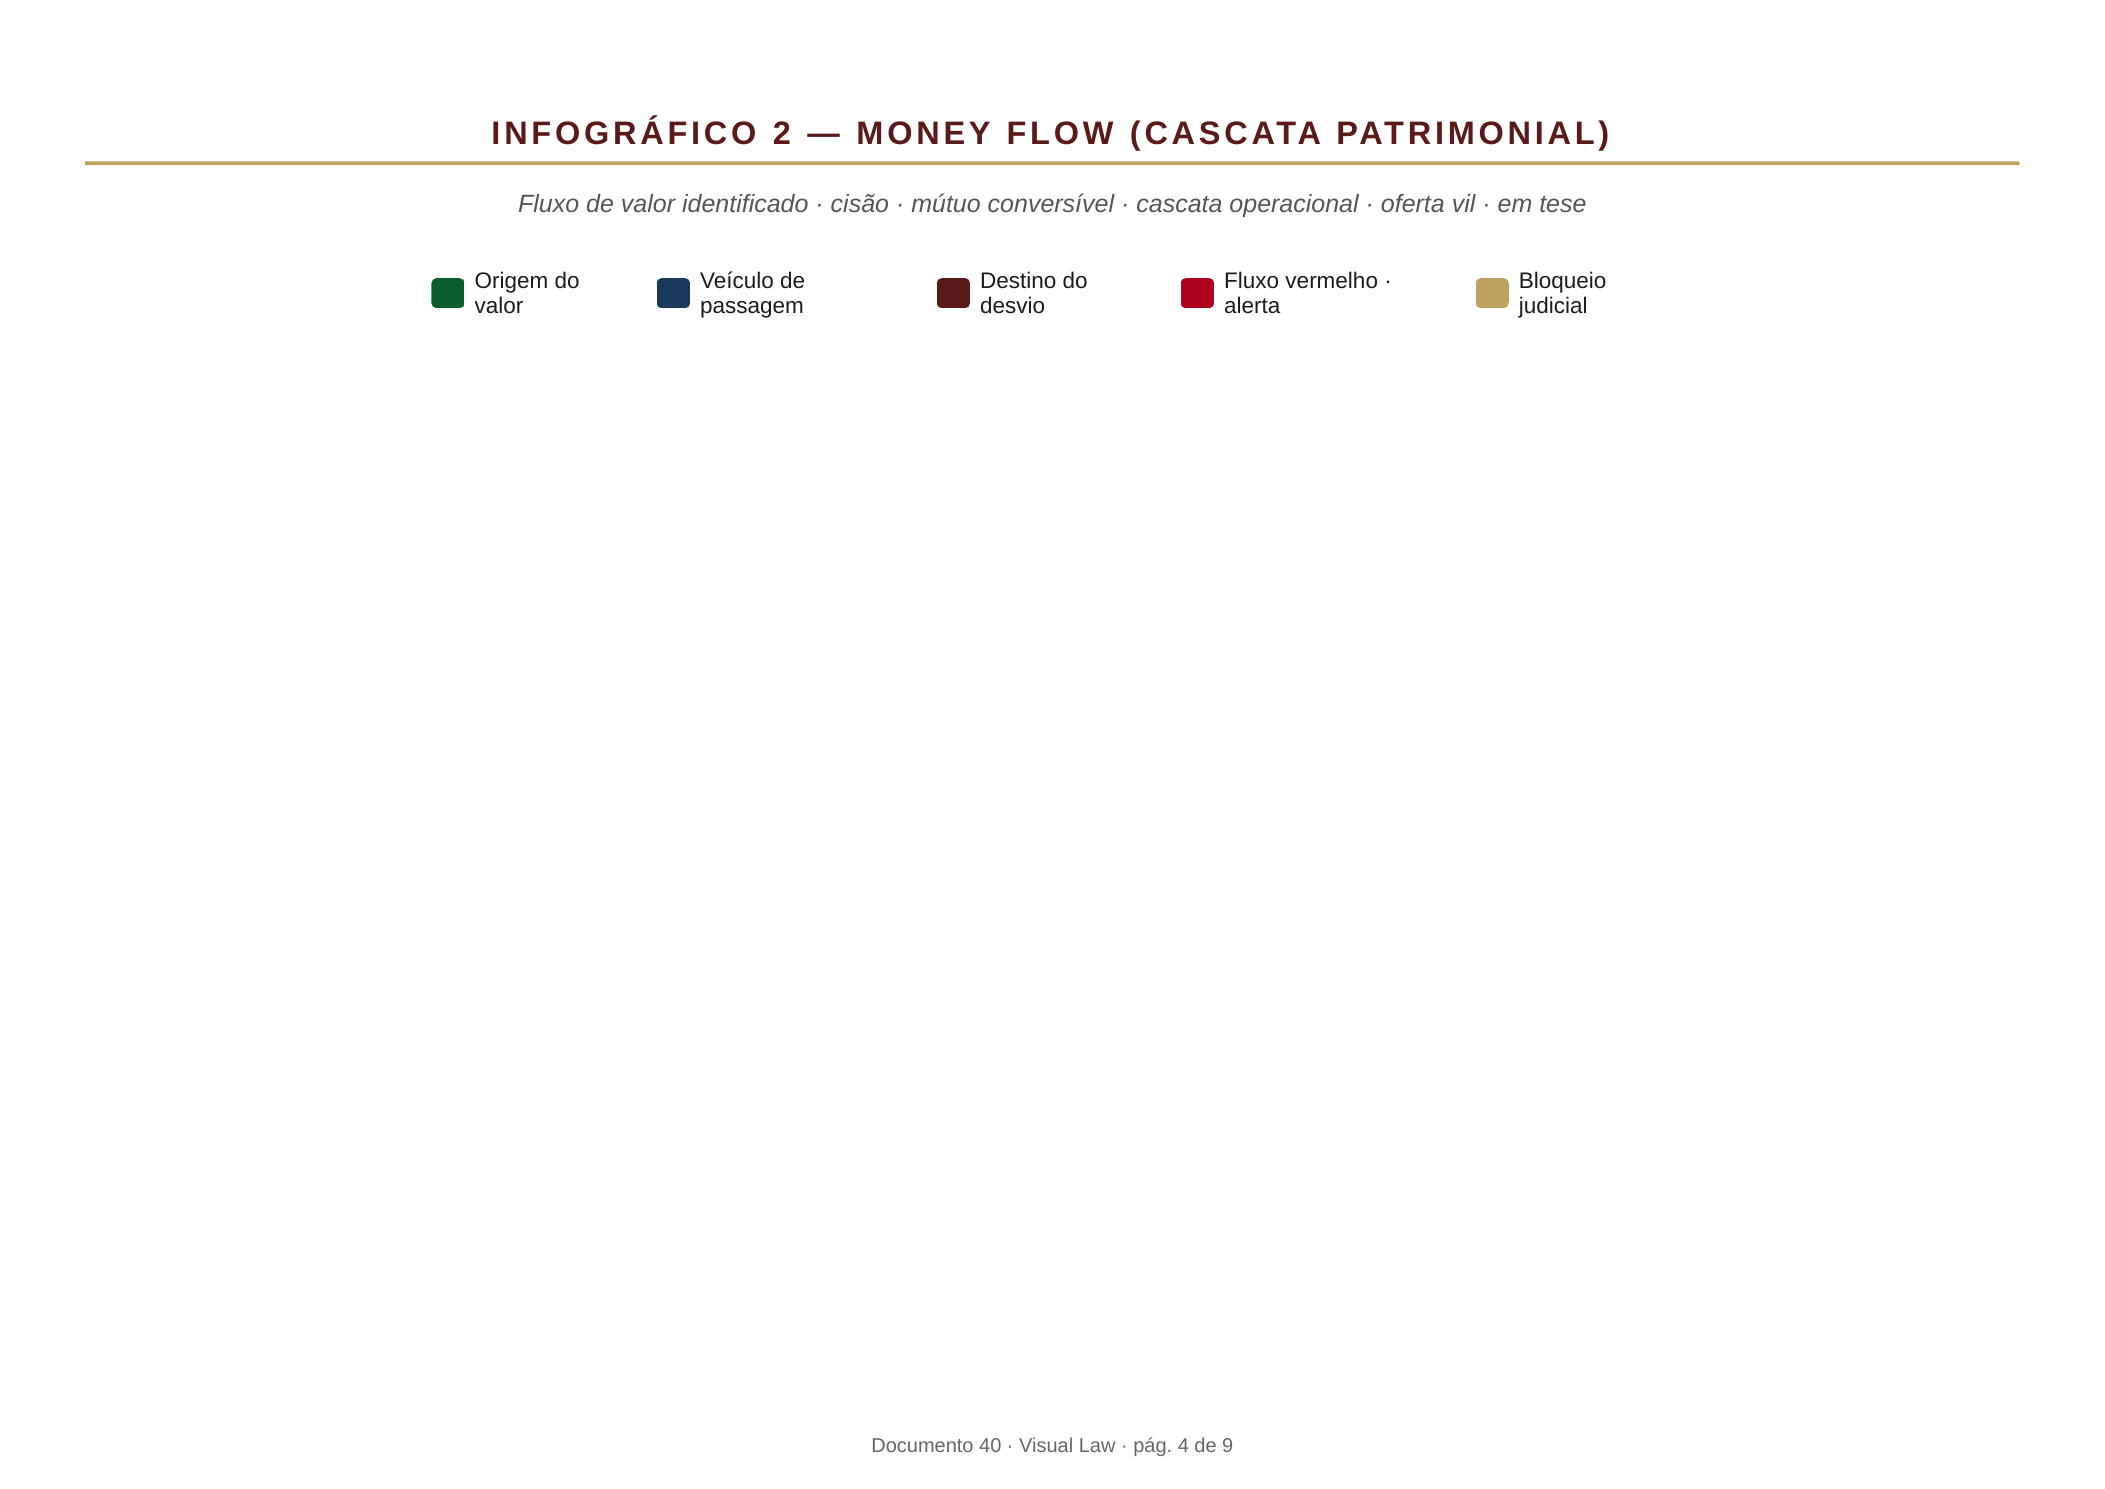 INFOGRÁFICO 2 — MONEY FLOW (CASCATA PATRIMONIAL)
Fluxo de valor identificado · cisão · mútuo conversível · cascata operacional · oferta vil · em tese
Origem do
valor
Veículo de
passagem
Destino do
desvio
Fluxo vermelho ·
alerta
Bloqueio
judicial
Documento 40 · Visual Law · pág. 4 de 9